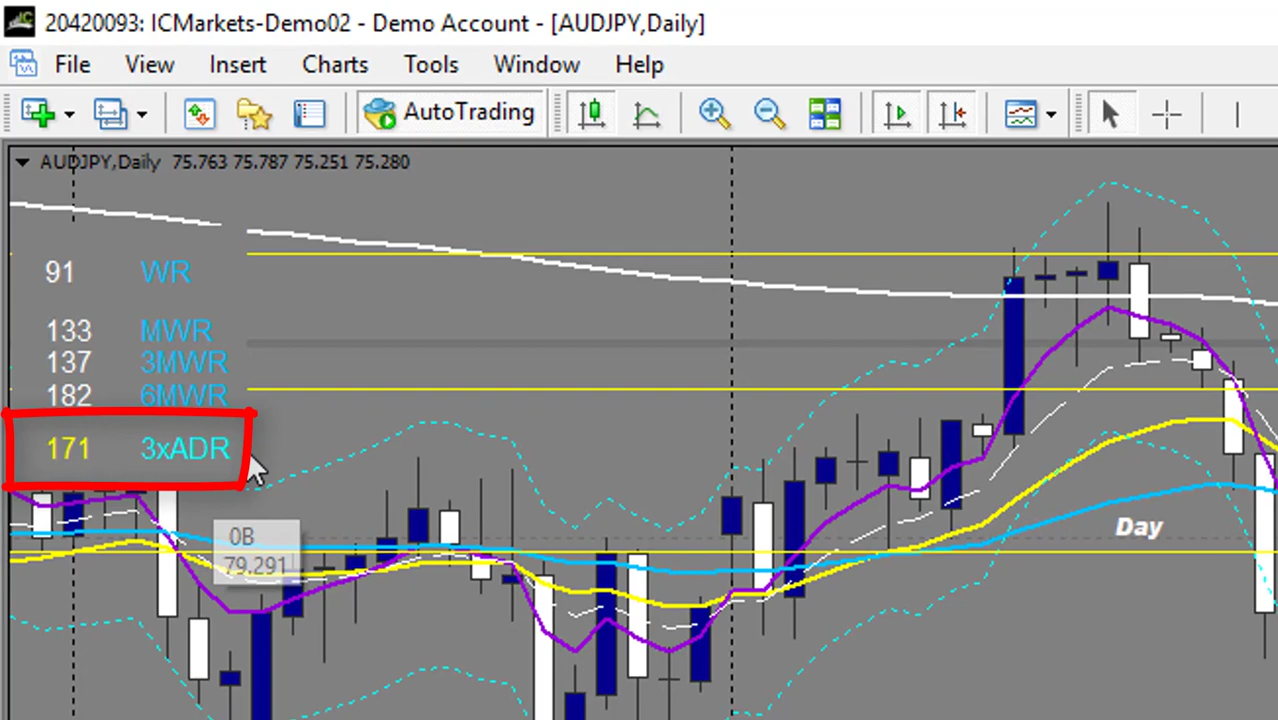 20420093: ICMarkets-Demo02 - Demo Account - [AUDJPY,Daily]
File View Insert Charts Tools Window Help
AutoTrading
AUDJPY,Daily 75.763 75.787 75.251 75.280
91 WR
133 MWR
137 3MWR
182 6MWR
171 3xADR
0B
79.291
Day